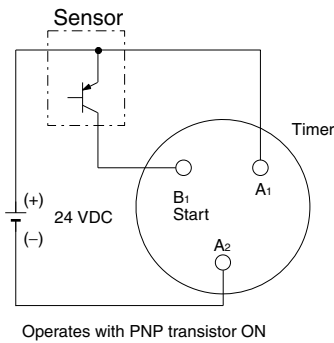 Sensor
Timer
B1
Start
A1
(+)
24 VDC
(−)
A2
Operates with PNP transistor ON